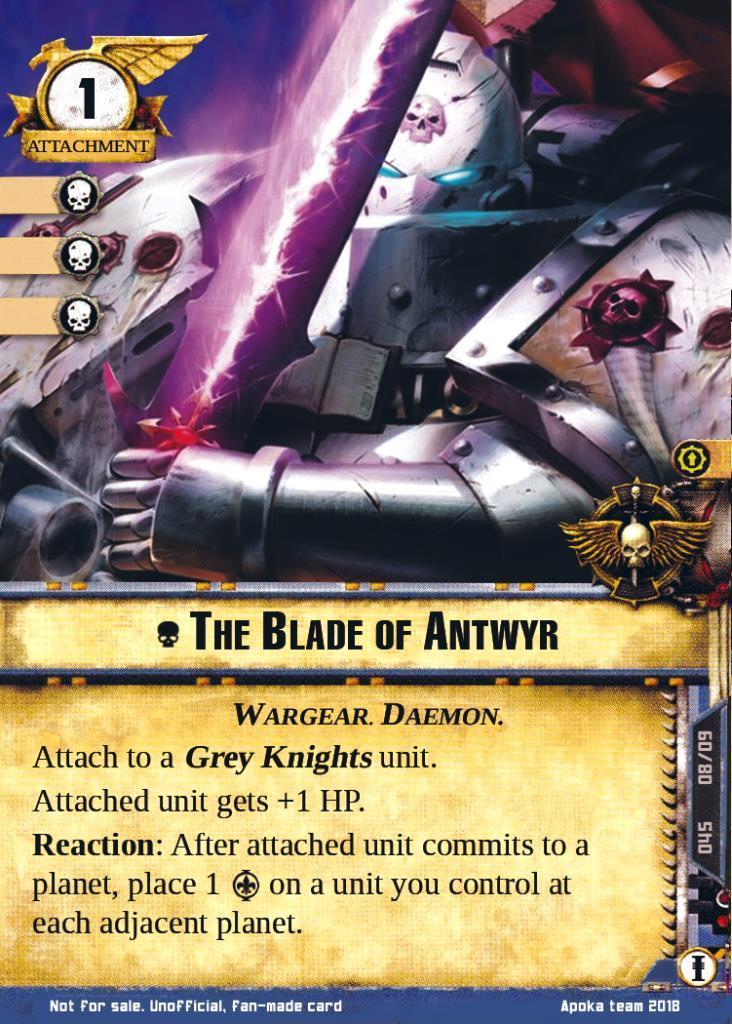 1
ATTACHMENT
THE BLADE OF ANTWYR
WARGEAR. DAEMON.
Attach to a Grey Knights unit.
Attached unit gets +1 HP.
Reaction: After attached unit commits to a
planet, place 1 on a unit you control at
each adjacent planet.
60/80
045
Not for sale. Unofficial, fan-made card
Apoka team 2018